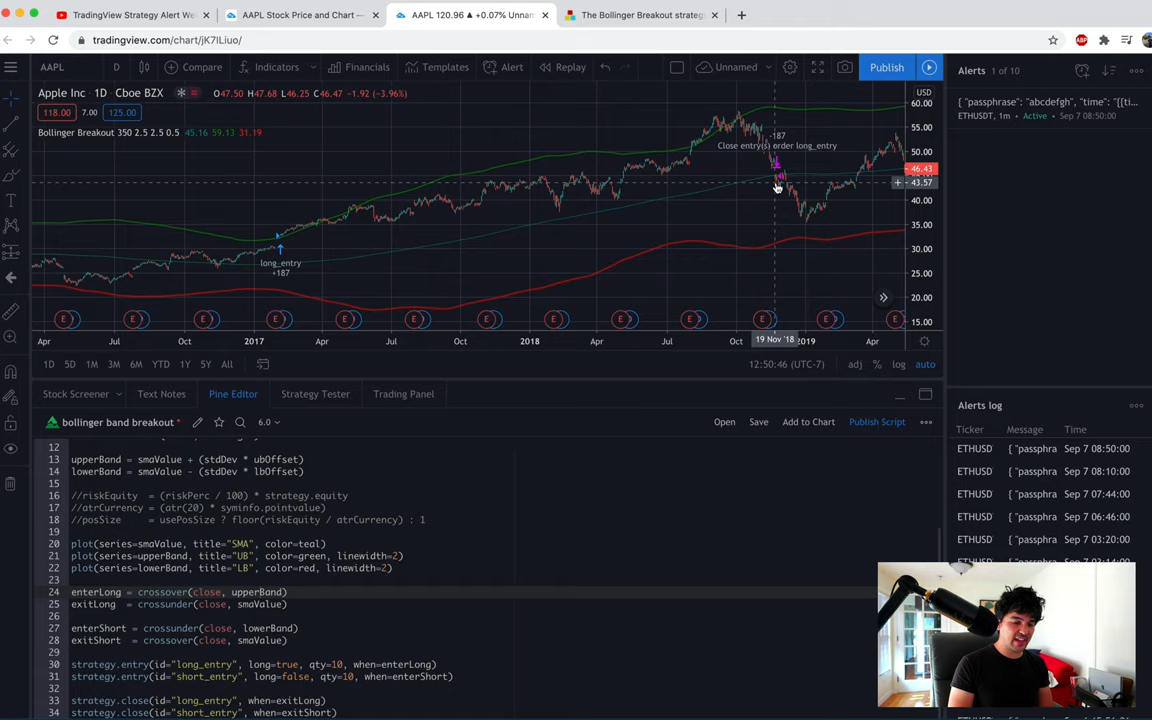 TradingView Strategy Alert We
AAPL Stock Price and Chart —
AAPL 120.96 ▲ +0.07% Unnam
The Bollinger Breakout strategy
tradingview.com/chart/jK7ILiuo/
ABP
AAPL
D
Compare
Indicators
Financials
Templates
Alert
Replay
Unnamed
Publish
Alerts 1 of 10
Apple Inc • 1D • Cboe BZX
O47.50 H47.68 L46.25 C46.47 -1.92 (-3.96%)
USD
118.00 7.00 125.00
Bollinger Breakout 350 2.5 2.5 0.5 45.16 59.13 31.19
{ "passphrase": "abcdefgh", "time": "{{ti...
ETHUSDT, 1m • Active • Sep 7 08:50:00
60.00
55.00
50.00
46.43
43.57
40.00
35.00
30.00
25.00
20.00
15.00
-187
Close entry(s) order long_entry
long_entry
+187
E E E E E E E E E E E E E
Apr Jul Oct 2017 Apr Jul Oct 2018 Apr Jul Oct 19 Nov '18 2019 Apr
1D 5D 1M 3M 6M YTD 1Y 5Y All
12:50:46 (UTC-7)
adj % log auto
Stock Screener
Text Notes
Pine Editor
Strategy Tester
Trading Panel
bollinger band breakout *
6.0
Open
Save
Add to Chart
Publish Script
12
13 upperBand = smaValue + (stdDev * ubOffset)
14 lowerBand = smaValue - (stdDev * lbOffset)
15
16 //riskEquity = (riskPerc / 100) * strategy.equity
17 //atrCurrency = (atr(20) * syminfo.pointvalue)
18 //posSize = usePosSize ? floor(riskEquity / atrCurrency) : 1
19
20 plot(series=smaValue, title="SMA", color=teal)
21 plot(series=upperBand, title="UB", color=green, linewidth=2)
22 plot(series=lowerBand, title="LB", color=red, linewidth=2)
23
24 enterLong = crossover(close, upperBand)
25 exitLong = crossunder(close, smaValue)
26
27 enterShort = crossunder(close, lowerBand)
28 exitShort = crossover(close, smaValue)
29
30 strategy.entry(id="long_entry", long=true, qty=10, when=enterLong)
31 strategy.entry(id="short_entry", long=false, qty=10, when=enterShort)
32
33 strategy.close(id="long_entry", when=exitLong)
34 strategy.close(id="short_entry", when=exitShort)
Alerts log
Ticker Message Time
ETHUSD { "passphra Sep 7 08:50:00
ETHUSD { "passphra Sep 7 08:10:00
ETHUSD { "passphra Sep 7 07:44:00
ETHUSD { "passphra Sep 7 06:46:00
ETHUSD { "passphra Sep 7 03:20:00